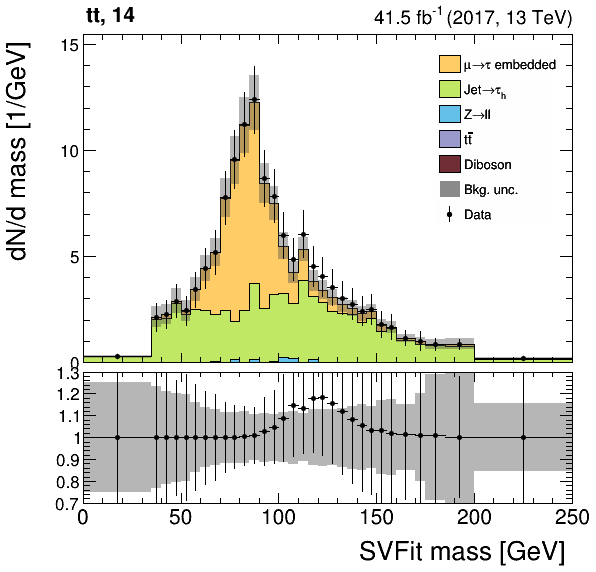 tt, 14
41.5 fb⁻¹ (2017, 13 TeV)
dN/d mass [1/GeV]
15
10
5
0
μ→τ embedded
Jet→τₕ
Z→ll
tt̄
Diboson
Bkg. unc.
Data
1.3
1.2
1.1
1
0.9
0.8
0.7
0 50 100 150 200 250
SVFit mass [GeV]